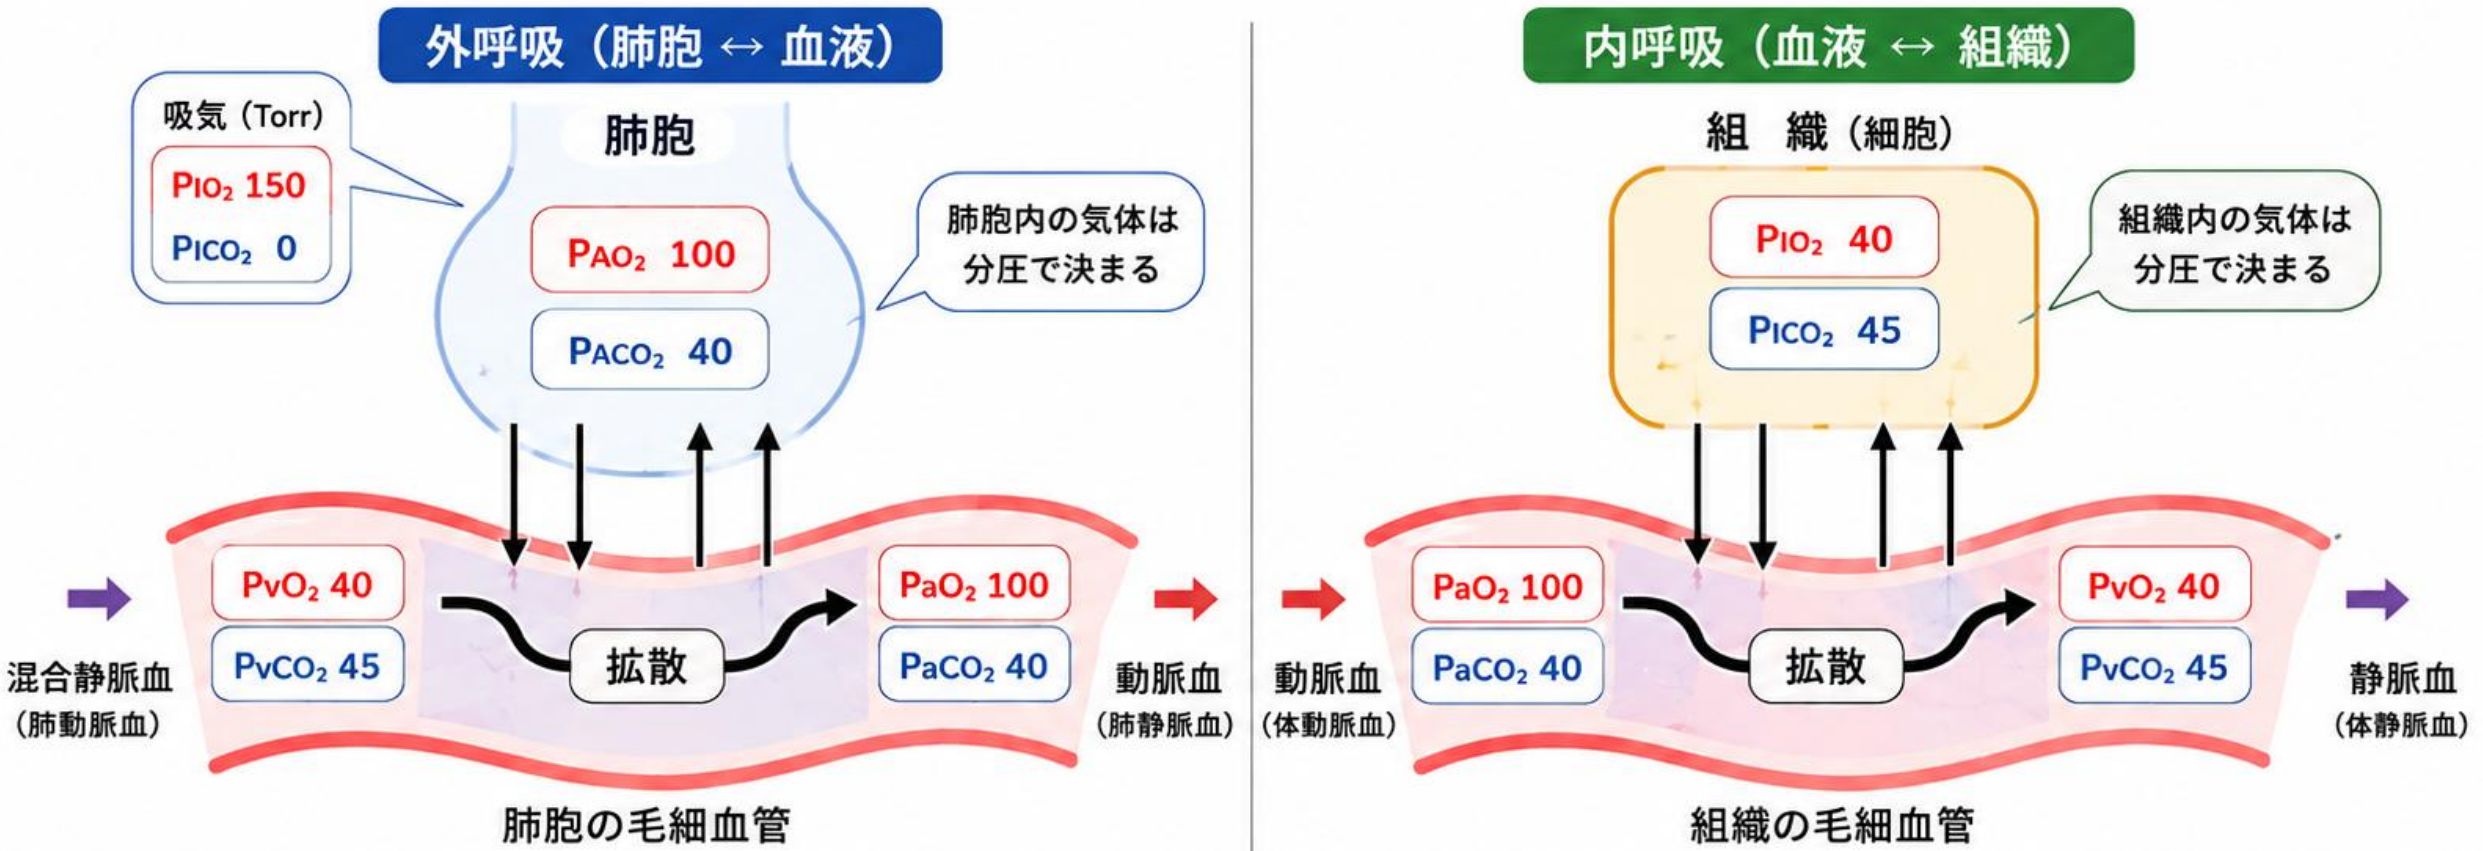 外呼吸（肺胞 ↔ 血液）
吸気（Torr）
PIO₂ 150
PICO₂ 0
肺胞
PAO₂ 100
PACO₂ 40
肺胞内の気体は
分圧で決まる
PvO₂ 40
PvCO₂ 45
拡散
PaO₂ 100
PaCO₂ 40
混合静脈血
（肺動脈血）
動脈血
（肺静脈血）
肺胞の毛細血管
内呼吸（血液 ↔ 組織）
組 織（細胞）
PIO₂ 40
PICO₂ 45
組織内の気体は
分圧で決まる
PaO₂ 100
PaCO₂ 40
拡散
PvO₂ 40
PvCO₂ 45
動脈血
（体動脈血）
静脈血
（体静脈血）
組織の毛細血管